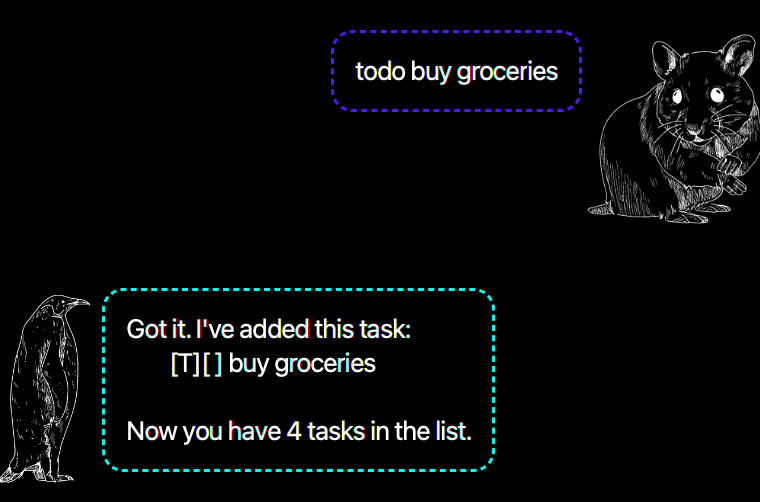 todo buy groceries
Got it. I've added this task:
[T][ ] buy groceries
Now you have 4 tasks in the list.